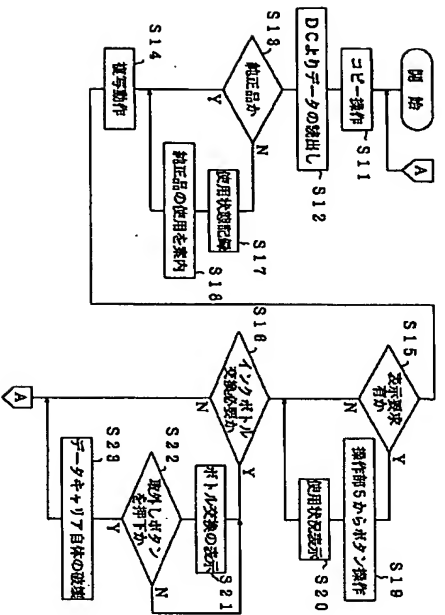 開始
A
コピー操作
S11
DCよりデータの読出し
S12
純正品か
S13
Y
N
複写動作
S14
使用状態記録
S17
純正品の使用を案内
S18
表示要求
有か
S15
Y
N
操作部5からボタン操作
S19
使用状況表示
S20
インクボトル
交換必要か
S16
Y
N
ボトル交換の表示
S21
取外しボタン
を押下か
S22
Y
N
データキャリア自体の破壊
S23
A